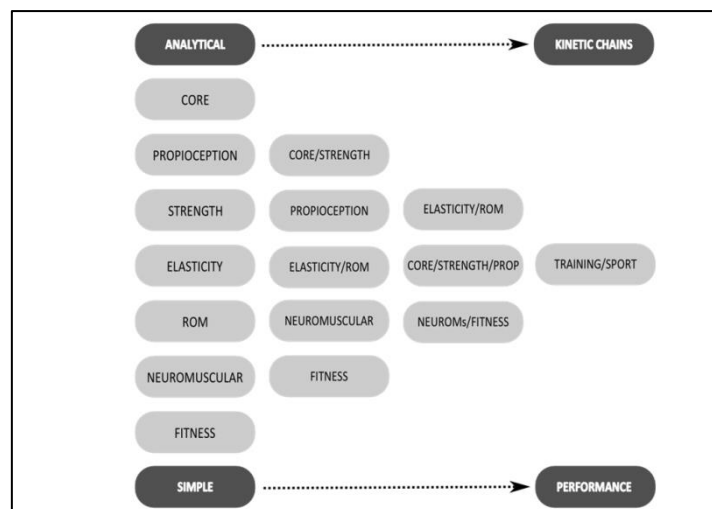 ANALYTICAL KINETIC CHAINS
CORE
PROPIOCEPTION CORE/STRENGTH
STRENGTH PROPIOCEPTION ELASTICITY/ROM
ELASTICITY ELASTICITY/ROM CORE/STRENGTH/PROP TRAINING/SPORT
ROM NEUROMUSCULAR NEUROMs/FITNESS
NEUROMUSCULAR FITNESS
FITNESS
SIMPLE PERFORMANCE